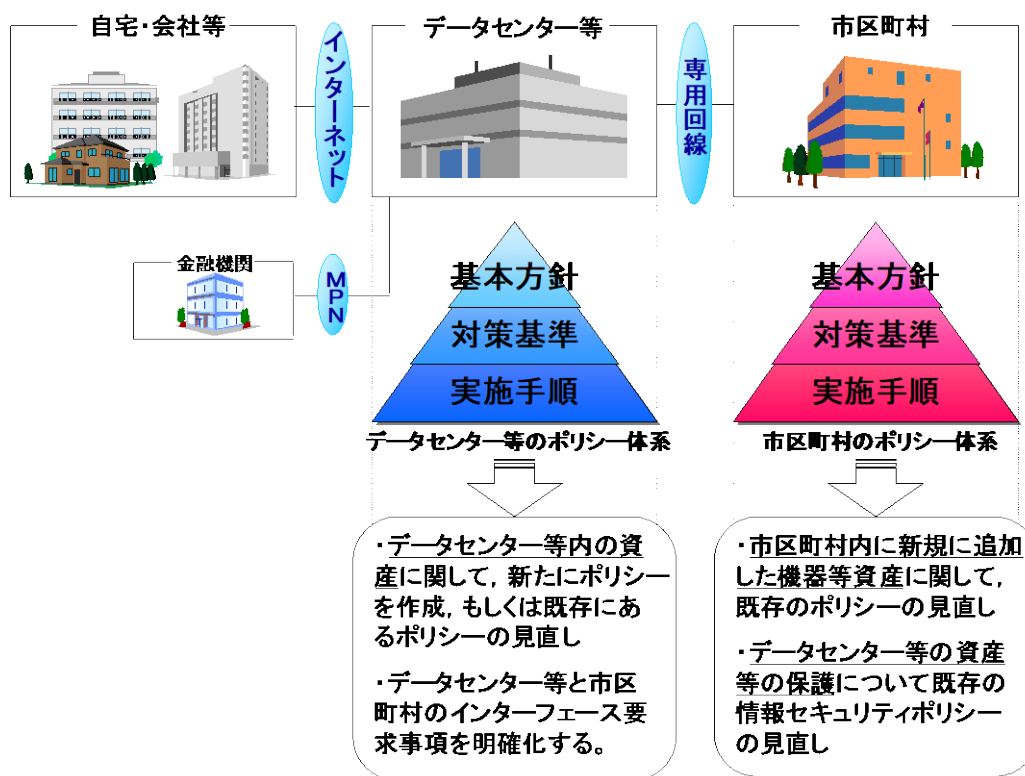 自宅・会社等
インターネット
データセンター等
専用回線
市区町村
金融機関
MPN
基本方針
対策基準
実施手順
データセンター等のポリシー体系
基本方針
対策基準
実施手順
市区町村のポリシー体系
・データセンター等内の資
産に関して，新たにポリシー
を作成，もしくは既存にあ
るポリシーの見直し
・データセンター等と市区
町村のインターフェース要
求事項を明確化する。
・市区町村内に新規に追加
した機器等資産に関して，
既存のポリシーの見直し
・データセンター等の資産
等の保護について既存の
情報セキュリティポリシー
の見直し